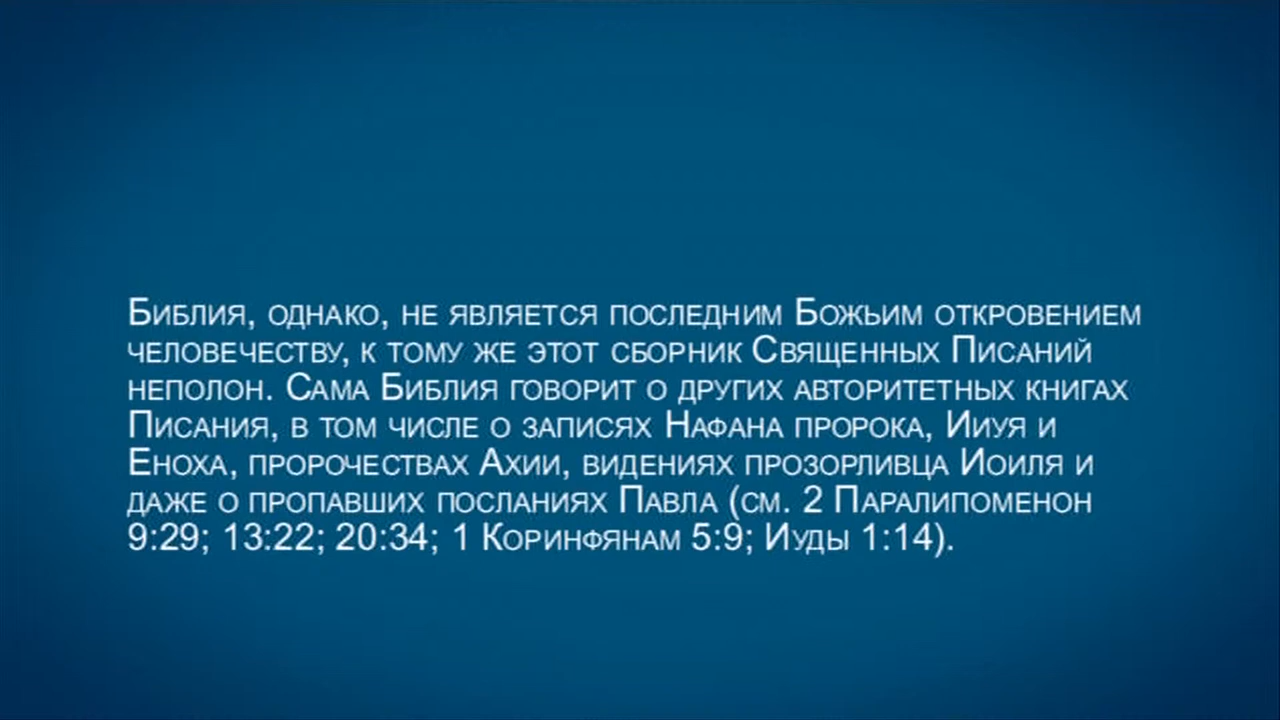 Библия, однако, не является последним Божьим откровением
человечеству, к тому же этот сборник Священных Писаний
неполон. Сама Библия говорит о других авторитетных книгах
Писания, в том числе о записях Нафана пророка, Ииуя и
Еноха, пророчествах Ахии, видениях прозорливца Иоиля и
даже о пропавших посланиях Павла (см. 2 Паралипоменон
9:29; 13:22; 20:34; 1 Коринфянам 5:9; Иуды 1:14).